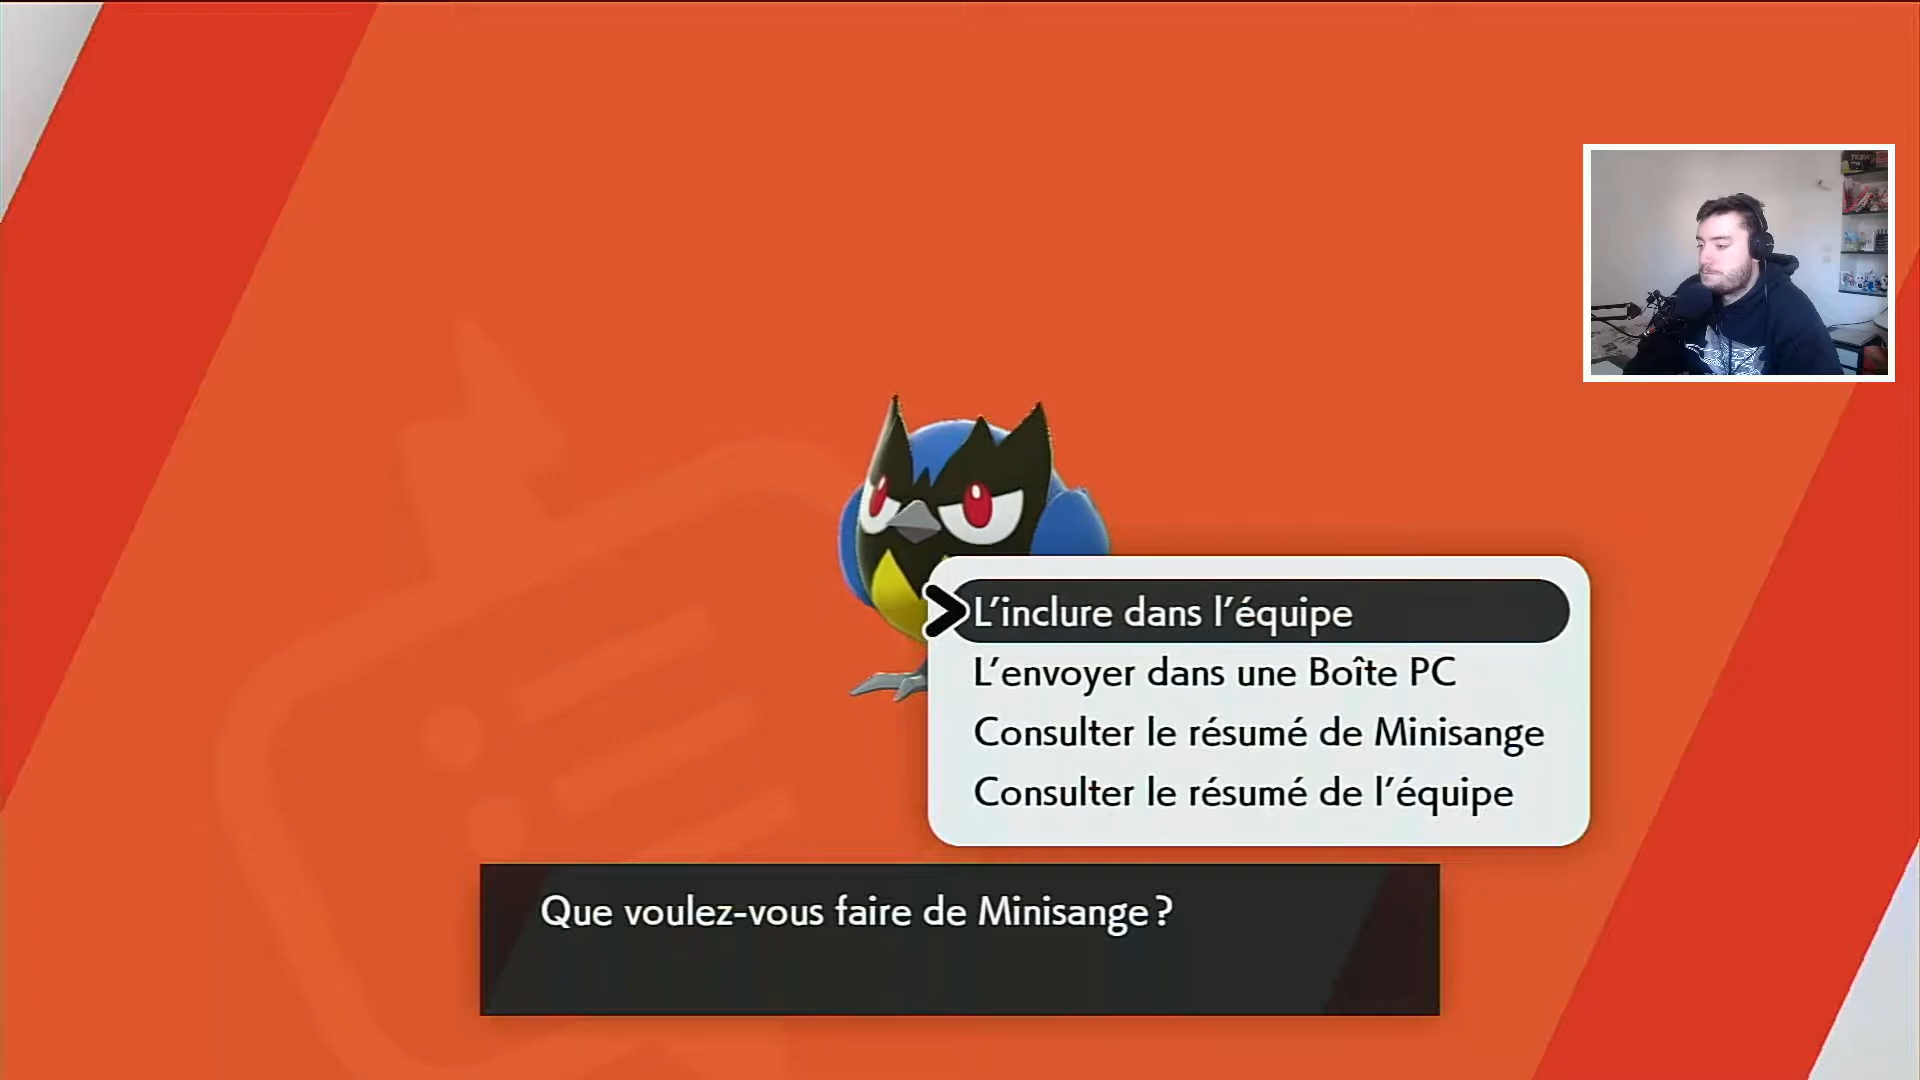 L'inclure dans l'équipe
L'envoyer dans une Boîte PC
Consulter le résumé de Minisange
Consulter le résumé de l'équipe
Que voulez-vous faire de Minisange ?